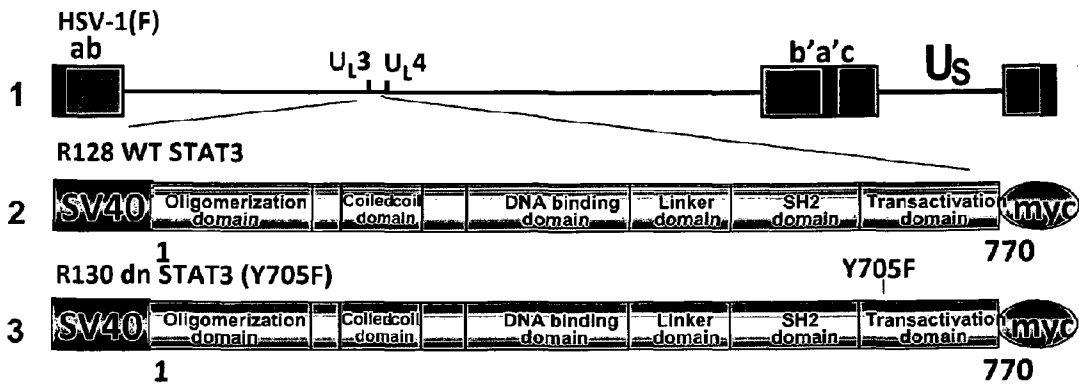 HSV-1(F)
ab
b'a'c
1
UL3
UL4
US
R128 WT STAT3
2
SV40
Oligomerization domain
Coiledcoil domain
DNA binding domain
Linker domain
SH2 domain
Transactivation domain
myc
1
770
R130 dn STAT3 (Y705F)
Y705F
3
SV40
Oligomerization domain
Coiledcoil domain
DNA binding domain
Linker domain
SH2 domain
Transactivation domain
myc
1
770